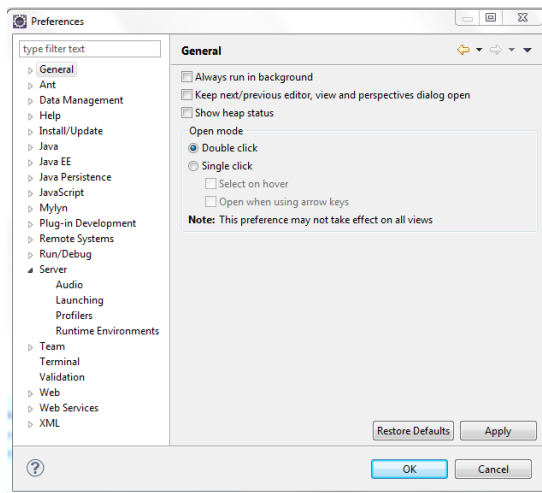 Preferences
type filter text
General
Ant
Data Management
Help
Install/Update
Java
Java EE
Java Persistence
JavaScript
Mylyn
Plug-in Development
Remote Systems
Run/Debug
Server
Audio
Launching
Profilers
Runtime Environments
Team
Terminal
Validation
Web
Web Services
XML
General
Always run in background
Keep next/previous editor, view and perspectives dialog open
Show heap status
Open mode
Double click
Single click
Select on hover
Open when using arrow keys
Note: This preference may not take effect on all views
Restore Defaults Apply
? OK Cancel